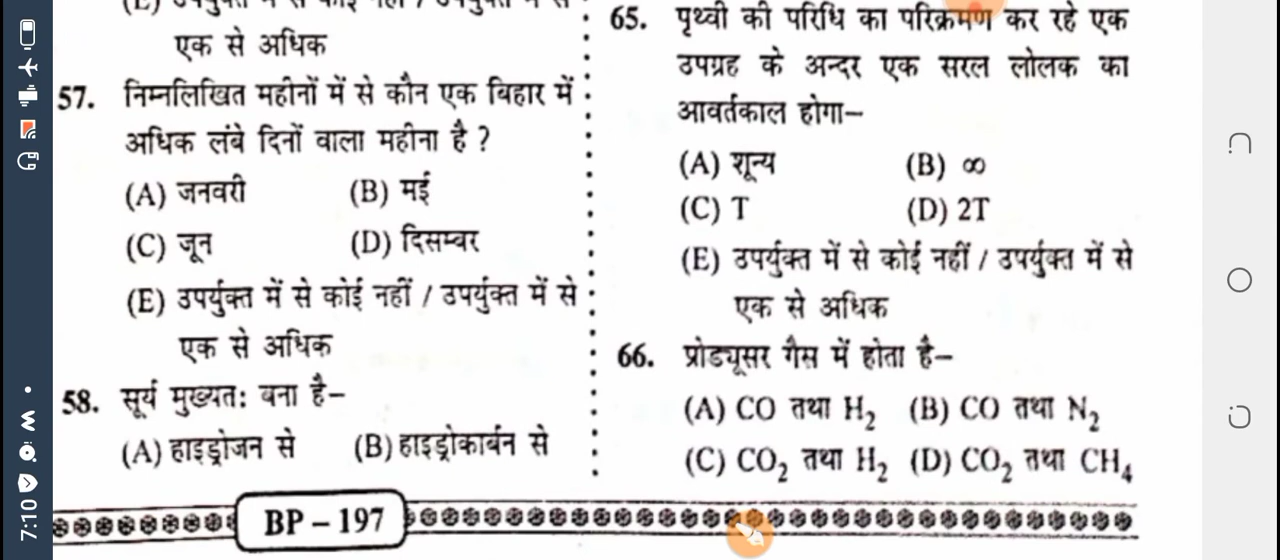 एक से अधिक
57. निम्नलिखित महीनों में से कौन एक बिहार में
अधिक लंबे दिनों वाला महीना है ?
(A) जनवरी (B) मई
(C) जून (D) दिसम्बर
(E) उपर्युक्त में से कोई नहीं / उपर्युक्त में से
एक से अधिक
58. सूर्य मुख्यतः बना है–
(A) हाइड्रोजन से (B) हाइड्रोकार्बन से
65. पृथ्वी की परिधि का परिक्रमण कर रहे एक
उपग्रह के अन्दर एक सरल लोलक का
आवर्तकाल होगा–
(A) शून्य (B) ∞
(C) T (D) 2T
(E) उपर्युक्त में से कोई नहीं / उपर्युक्त में से
एक से अधिक
66. प्रोड्यूसर गैस में होता है–
(A) CO तथा H₂ (B) CO तथा N₂
(C) CO₂ तथा H₂ (D) CO₂ तथा CH₄
BP – 197
7:10